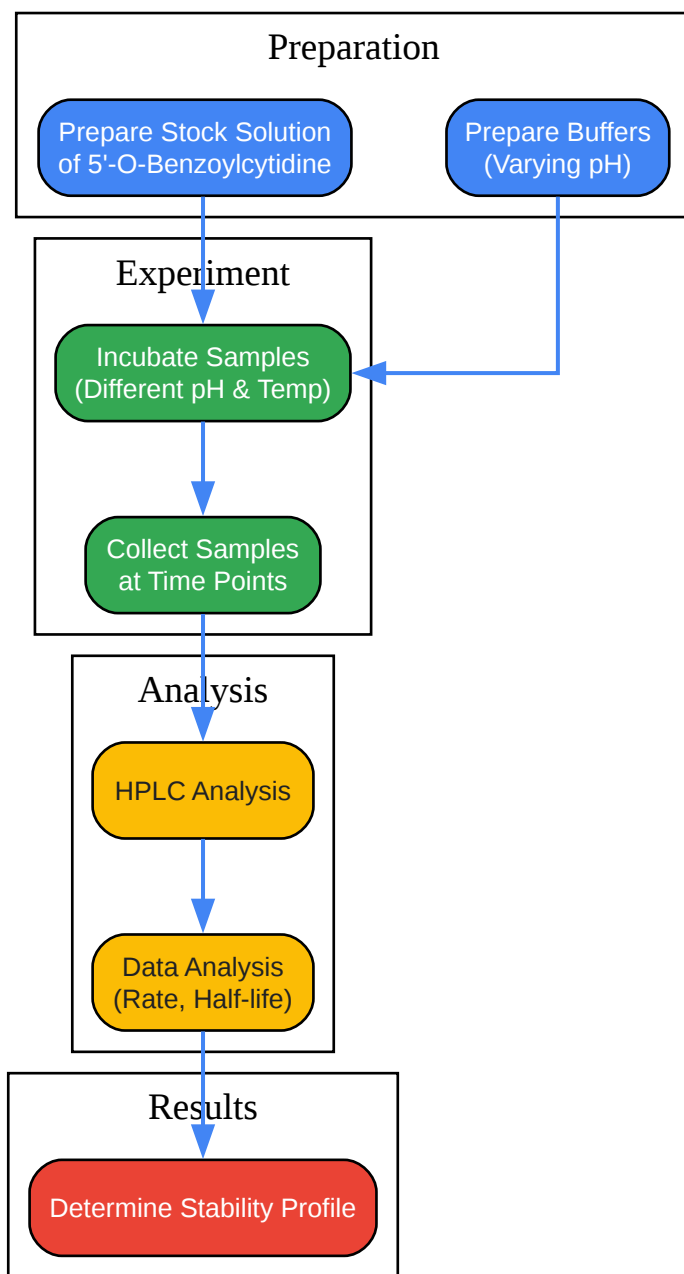 Preparation
Prepare Stock Solution
of 5'-O-Benzoylcytidine
Prepare Buffers
(Varying pH)
Experiment
Incubate Samples
(Different pH & Temp)
Collect Samples
at Time Points
Analysis
HPLC Analysis
Data Analysis
(Rate, Half-life)
Results
Determine Stability Profile